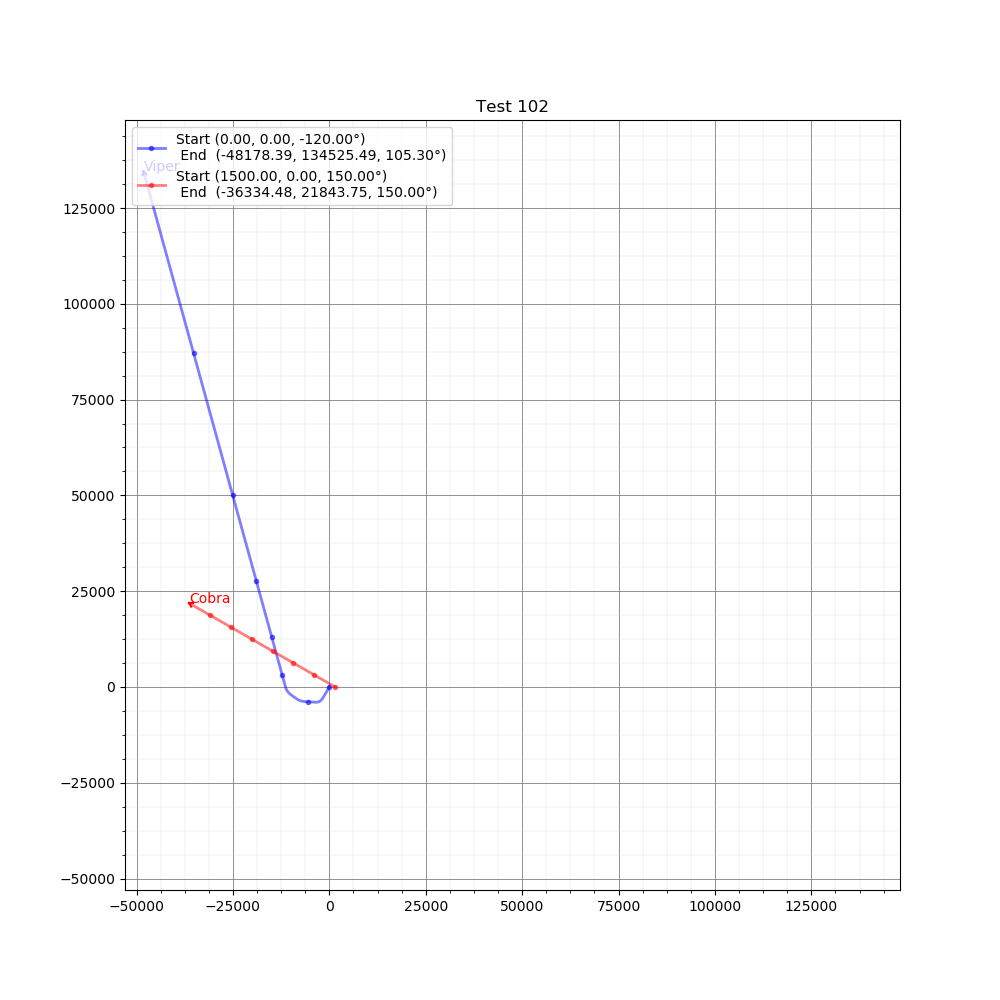 Test 102
Start (0.00, 0.00, -120.00°)
End (-48178.39, 134525.49, 105.30°)
Start (1500.00, 0.00, 150.00°)
End (-36334.48, 21843.75, 150.00°)
Viper
Cobra
125000
100000
75000
50000
25000
0
−25000
−50000
−50000 −25000 0 25000 50000 75000 100000 125000